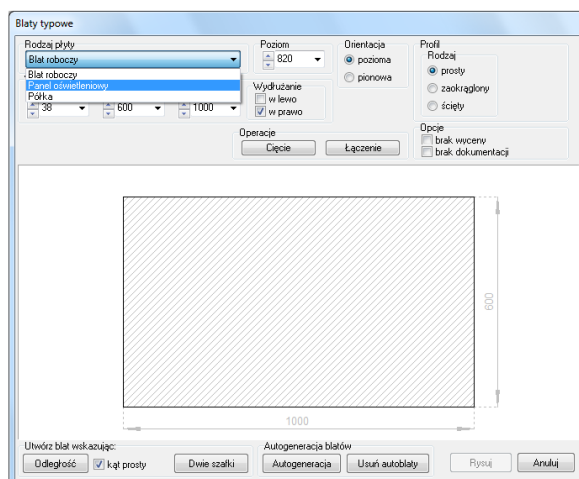 Blaty typowe
Rodzaj płyty
Blat roboczy
Blat roboczy
Panel oświetleniowy
Półka
38 600 1000
Poziom
820
Wydłużanie
w lewo
w prawo
Orientacja
pozioma
pionowa
Profil
Rodzaj
prosty
zaokrąglony
ścięty
Operacje
Cięcie Łączenie
Opcje
brak wyceny
brak dokumentacji
600
1000
Utwórz blat wskazując:
Odległość kąt prosty Dwie szafki
Autogeneracja blatów
Autogeneracja Usuń autoblaty
Rysuj Anuluj